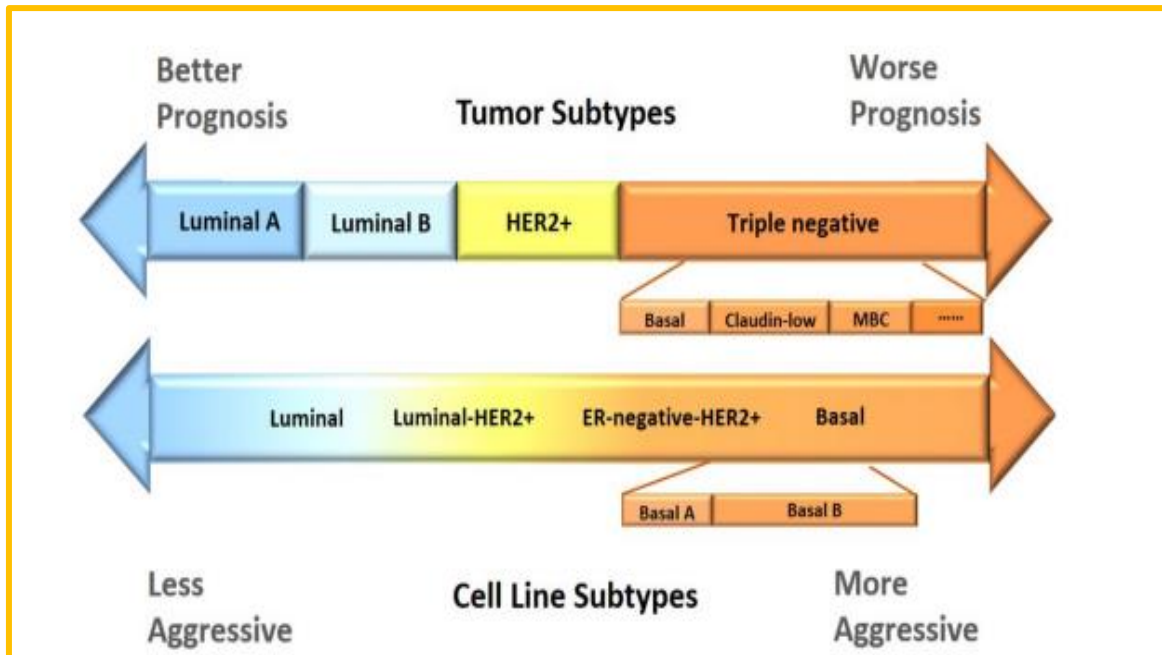 Better
Prognosis
Worse
Prognosis
Tumor Subtypes
Luminal A
Luminal B
HER2+
Triple negative
Basal
Claudin-low
MBC
......
Luminal
Luminal-HER2+
ER-negative-HER2+
Basal
Basal A
Basal B
Less
Aggressive
Cell Line Subtypes
More
Aggressive